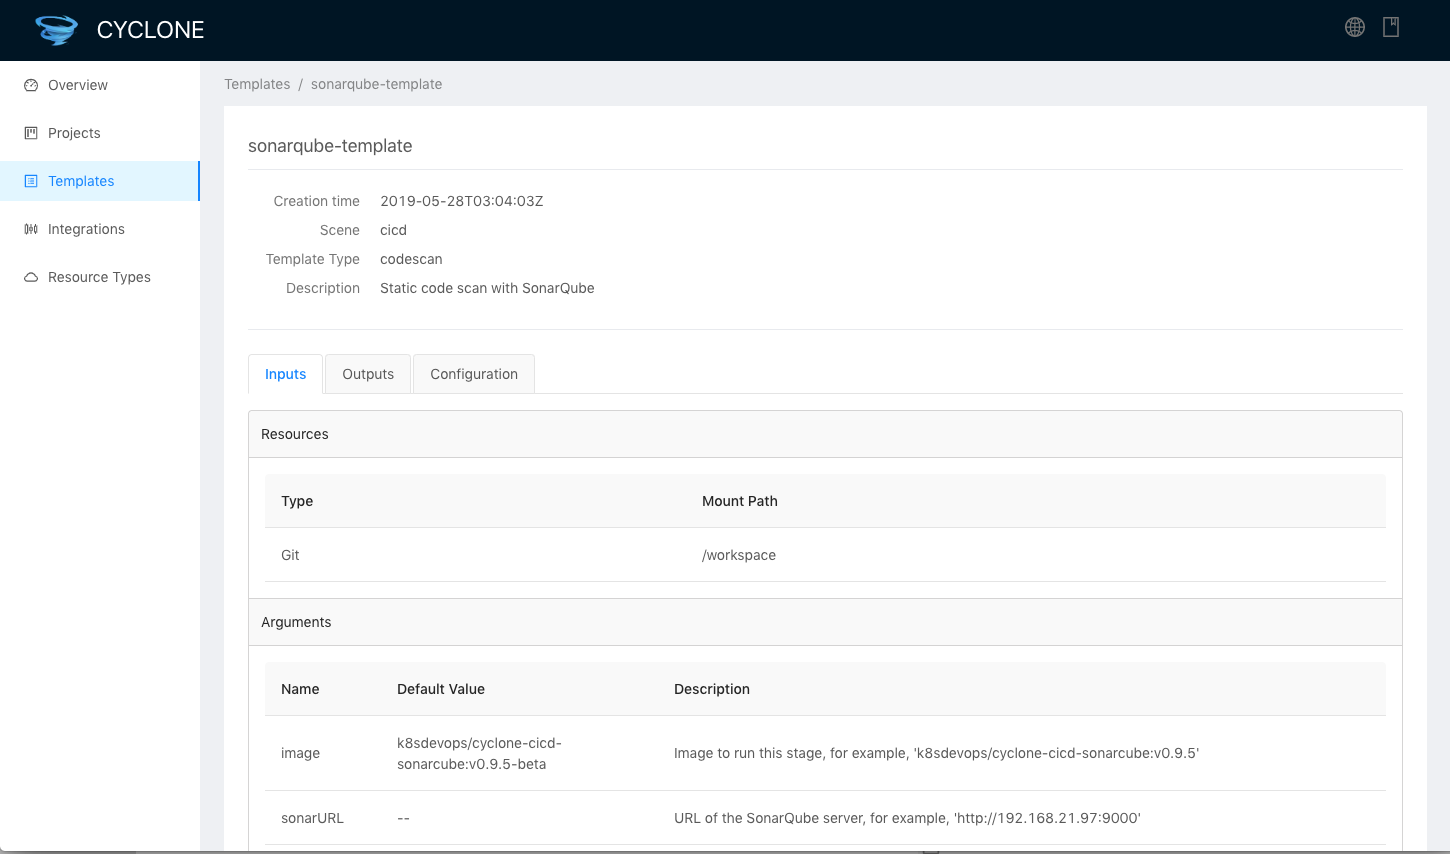 CYCLONE
Overview
Projects
Templates
Integrations
Resource Types
Templates / sonarqube-template
sonarqube-template
Creation time 2019-05-28T03:04:03Z
Scene cicd
Template Type codescan
Description Static code scan with SonarQube
Inputs Outputs Configuration
Resources
Type Mount Path
Git /workspace
Arguments
Name Default Value Description
image k8sdevops/cyclone-cicd-sonarcube:v0.9.5-beta Image to run this stage, for example, 'k8sdevops/cyclone-cicd-sonarcube:v0.9.5'
sonarURL -- URL of the SonarQube server, for example, 'http://192.168.21.97:9000'